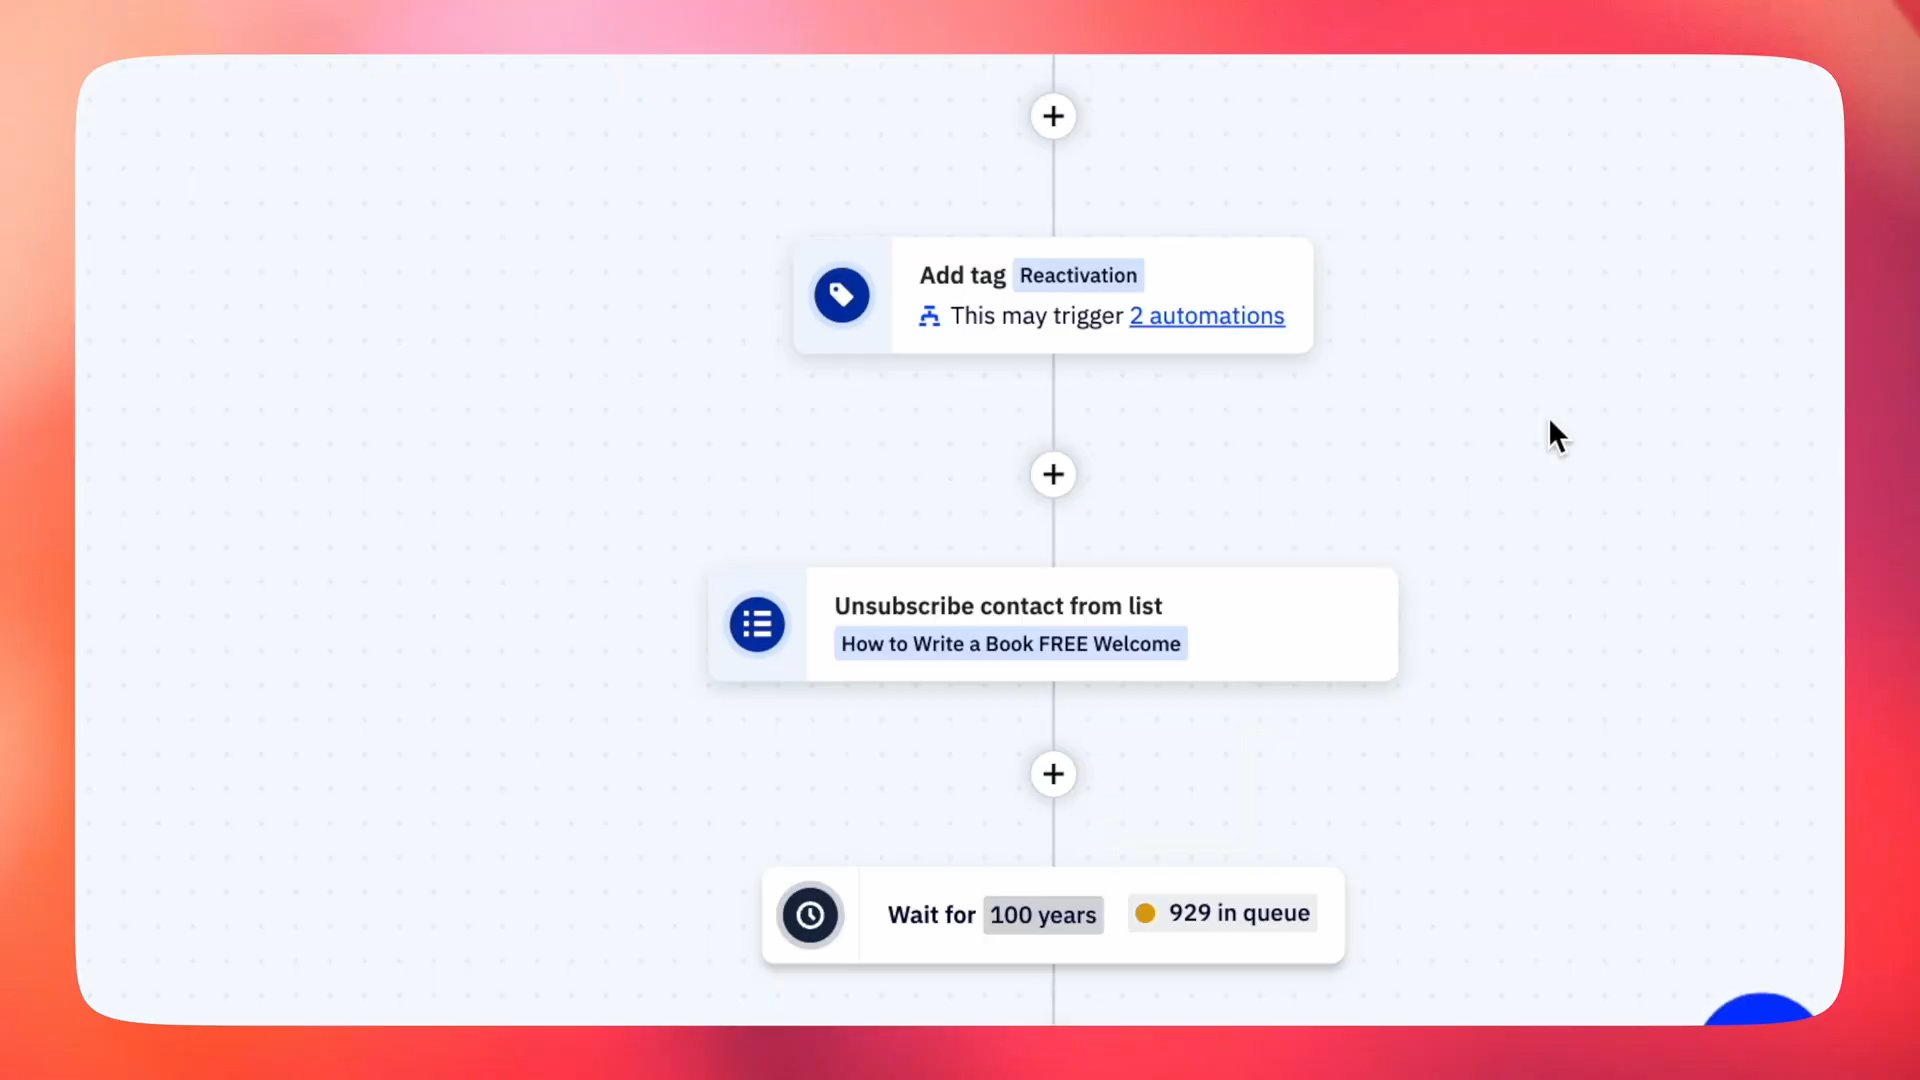 Add tag Reactivation
This may trigger 2 automations
Unsubscribe contact from list
How to Write a Book FREE Welcome
Wait for 100 years 929 in queue